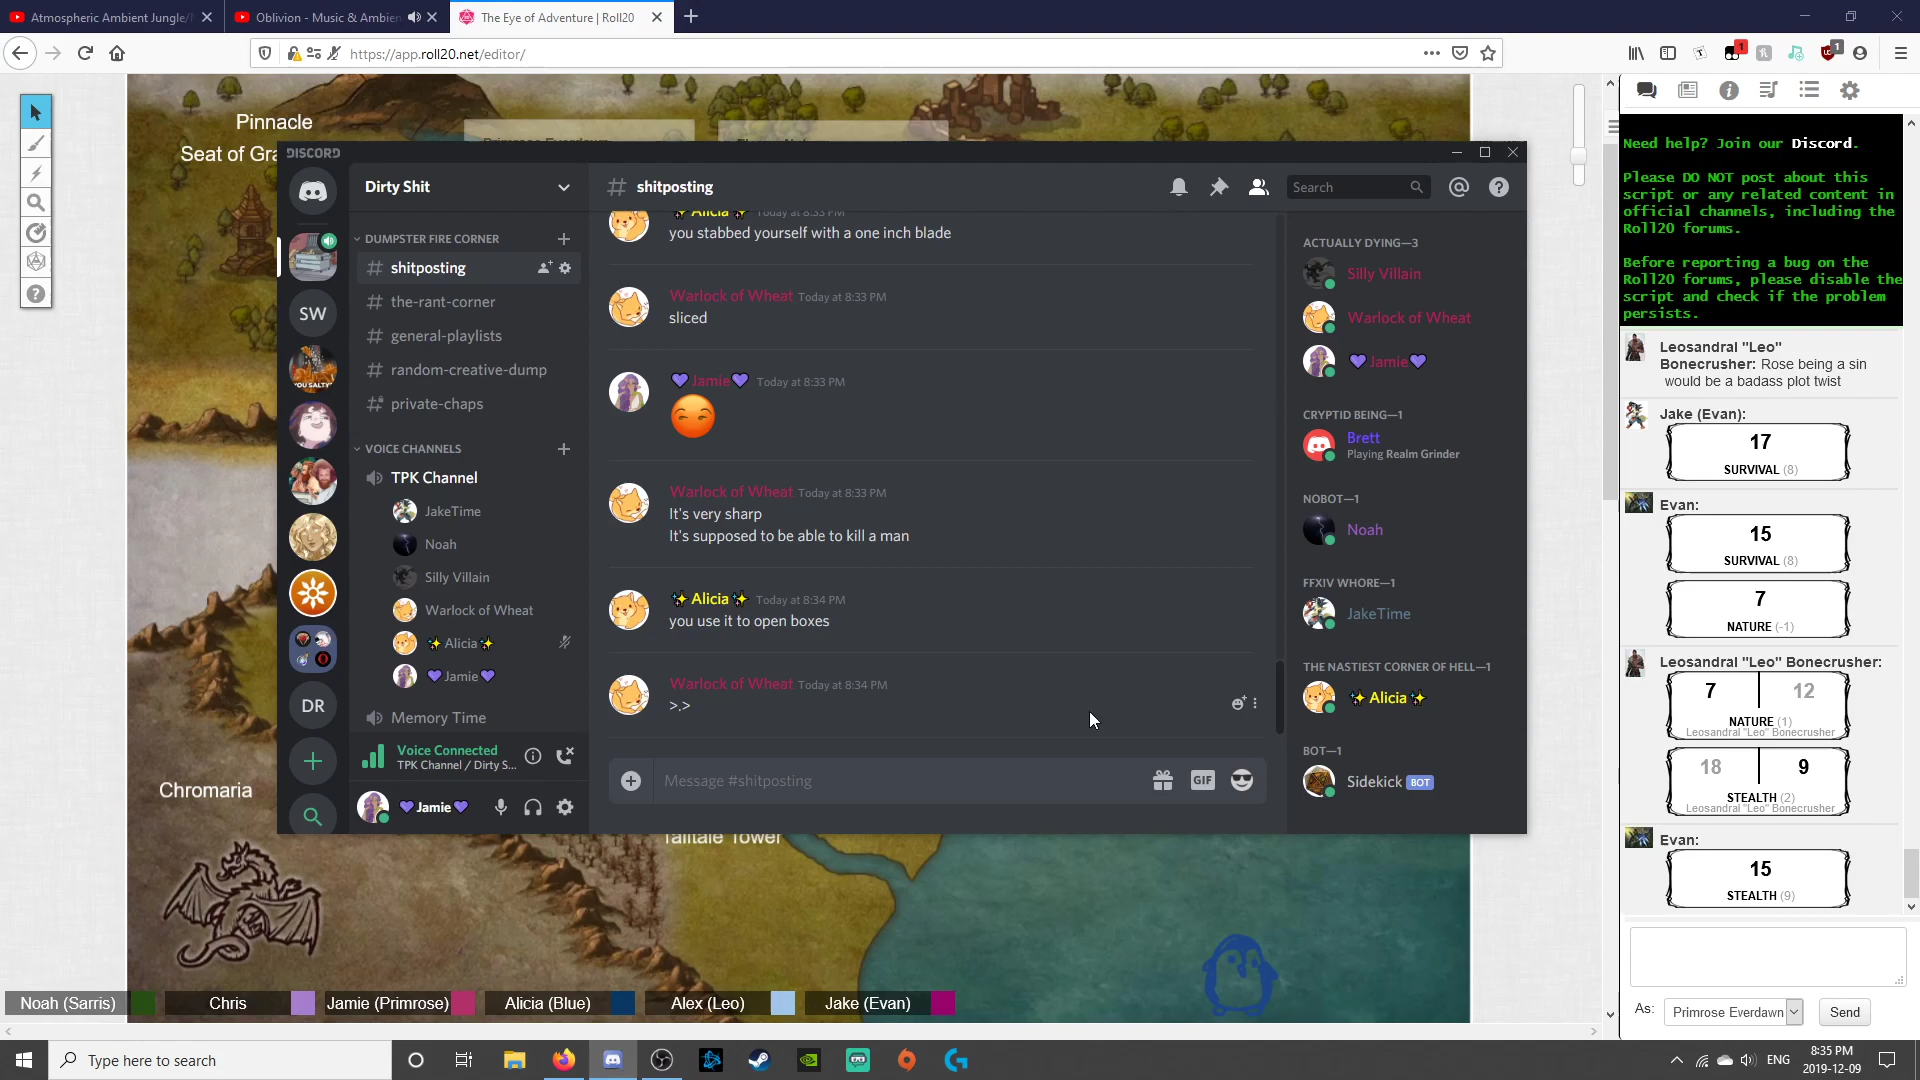 Atmospheric Ambient Jungle/
Oblivion - Music & Ambien
The Eye of Adventure | Roll20
https://app.roll20.net/editor/
1
1
Pinnacle
Seat of Gra
DISCORD
Dirty Shit
DUMPSTER FIRE CORNER
shitposting
the-rant-corner
general-playlists
random-creative-dump
private-chaps
VOICE CHANNELS
TPK Channel
JakeTime
Noah
Silly Villain
Warlock of Wheat
✨Alicia✨
💜Jamie💜
Memory Time
Voice Connected
TPK Channel / Dirty S...
💜Jamie💜
SW
YOU SALTY
DR
# shitposting
Search
✨Alicia✨ Today at 8:33 PM
you stabbed yourself with a one inch blade
Warlock of Wheat Today at 8:33 PM
sliced
💜Jamie💜 Today at 8:33 PM
Warlock of Wheat Today at 8:33 PM
It's very sharp
It's supposed to be able to kill a man
✨Alicia✨ Today at 8:34 PM
you use it to open boxes
Warlock of Wheat Today at 8:34 PM
>.>
Message #shitposting
GIF
ACTUALLY DYING—3
Silly Villain
Warlock of Wheat
💜Jamie💜
CRYPTID BEING—1
Brett
Playing Realm Grinder
NOBOT—1
Noah
FFXIV WHORE—1
JakeTime
THE NASTIEST CORNER OF HELL—1
✨Alicia✨
BOT—1
Sidekick BOT
Chromaria
Talltale Tower
Noah (Sarris)
Chris
Jamie (Primrose)
Alicia (Blue)
Alex (Leo)
Jake (Evan)
Need help? Join our Discord.
Please DO NOT post about this
script or any related content in
official channels, including the
Roll20 forums.
Before reporting a bug on the
Roll20 forums, please disable the
script and check if the problem
persists.
Leosandral "Leo"
Bonecrusher: Rose being a sin
would be a badass plot twist
Jake (Evan):
17
SURVIVAL (8)
Evan:
15
SURVIVAL (8)
7
NATURE (-1)
Leosandral "Leo" Bonecrusher:
7 12
NATURE (1)
Leosandral "Leo" Bonecrusher
18 9
STEALTH (2)
Leosandral "Leo" Bonecrusher
Evan:
15
STEALTH (9)
As: Primrose Everdawn Send
Type here to search
ENG
8:35 PM
2019-12-09